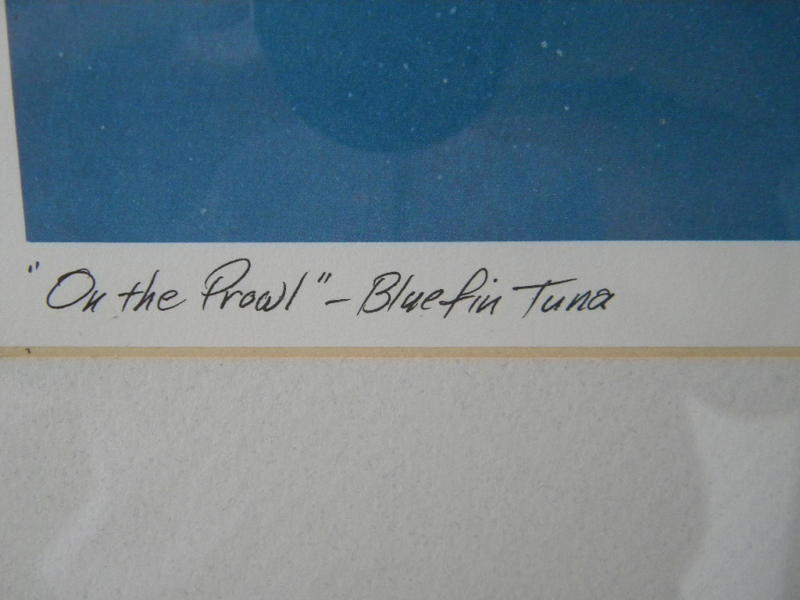 "On the Prowl" - Bluefin Tuna